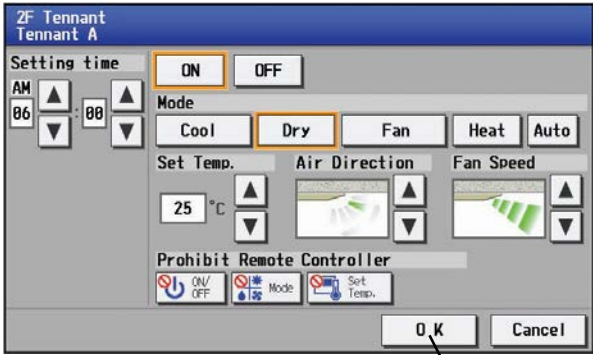 2F Tennant
Tennant A
Setting time
ON OFF
AM
06 : 00
Mode
Cool Dry Fan Heat Auto
Set Temp. Air Direction Fan Speed
25 °C
Prohibit Remote Controller
ON/OFF Mode Set Temp.
OK Cancel